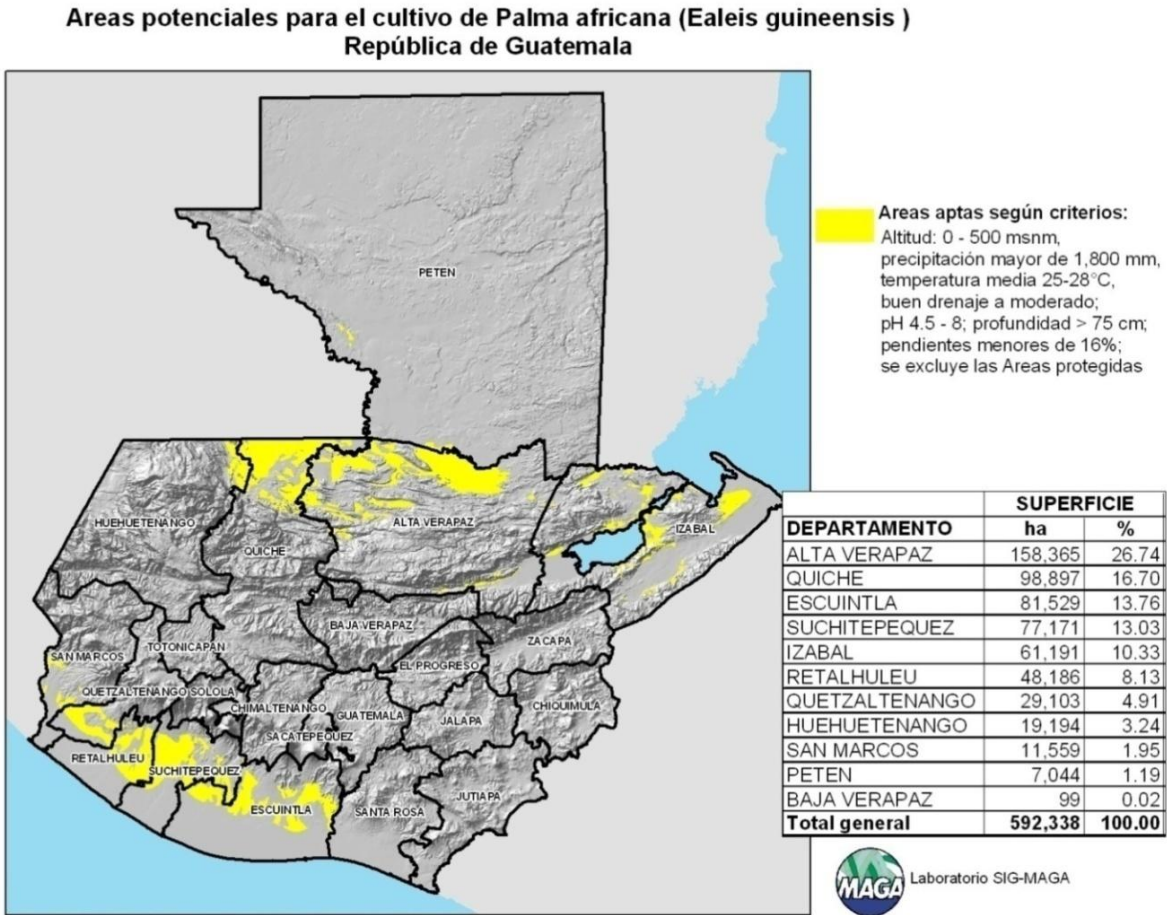 Areas potenciales para el cultivo de Palma africana (Ealeis guineensis )
República de Guatemala
Areas aptas según criterios:
Altitud: 0 - 500 msnm,
precipitación mayor de 1,800 mm,
temperatura media 25-28°C,
buen drenaje a moderado;
pH 4.5 - 8; profundidad > 75 cm;
pendientes menores de 16%;
se excluye las Areas protegidas
PETEN
HUEHUETENANGO
QUICHE
ALTA VERAPAZ
IZABAL
BAJA VERAPAZ
ZACAPA
SAN MARCOS
TOTONICAPAN
EL PROGRESO
QUETZALTENANGO
SOLOLA
CHIMALTENANGO
GUATEMALA
SACATEPEQUEZ
JALAPA
CHIQUIMULA
RETALHULEU
SUCHITEPEQUEZ
ESCUINTLA
SANTA ROSA
JUTIAPA
SUPERFICIE
DEPARTAMENTO ha %
ALTA VERAPAZ 158,365 26.74
QUICHE 98,897 16.70
ESCUINTLA 81,529 13.76
SUCHITEPEQUEZ 77,171 13.03
IZABAL 61,191 10.33
RETALHULEU 48,186 8.13
QUETZALTENANGO 29,103 4.91
HUEHUETENANGO 19,194 3.24
SAN MARCOS 11,559 1.95
PETEN 7,044 1.19
BAJA VERAPAZ 99 0.02
Total general 592,338 100.00
MAGA
Laboratorio SIG-MAGA